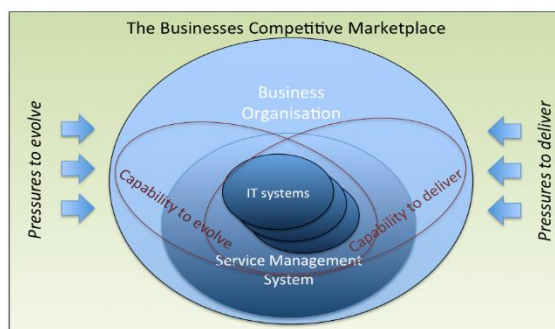 The Businesses Competitive Marketplace
Business
Organisation
Pressures to evolve
Capability to evolve
IT systems
Capability to deliver
Pressures to deliver
Service Management
System